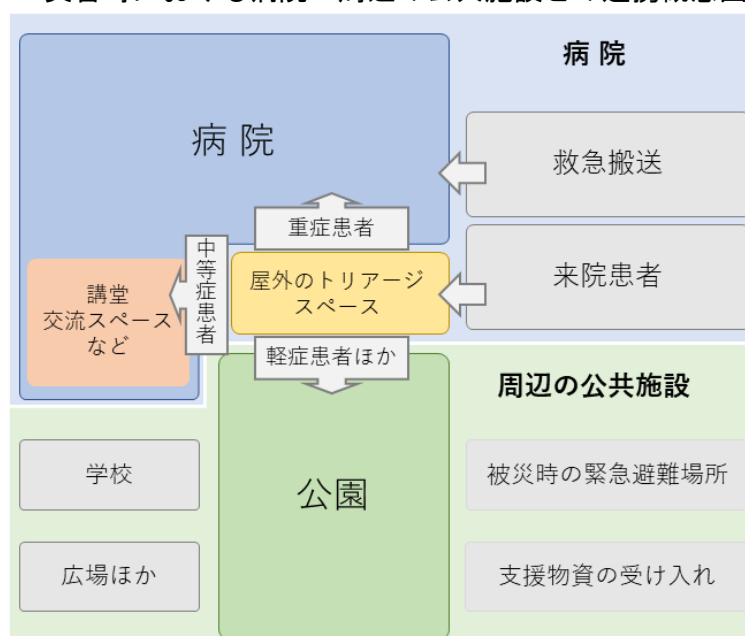 病 院
病 院
救急搬送
重症患者
中等症患者
屋外のトリアージ
スペース
来院患者
講堂
交流スペース
など
軽症患者ほか
周辺の公共施設
学校
公園
被災時の緊急避難場所
広場ほか
支援物資の受け入れ